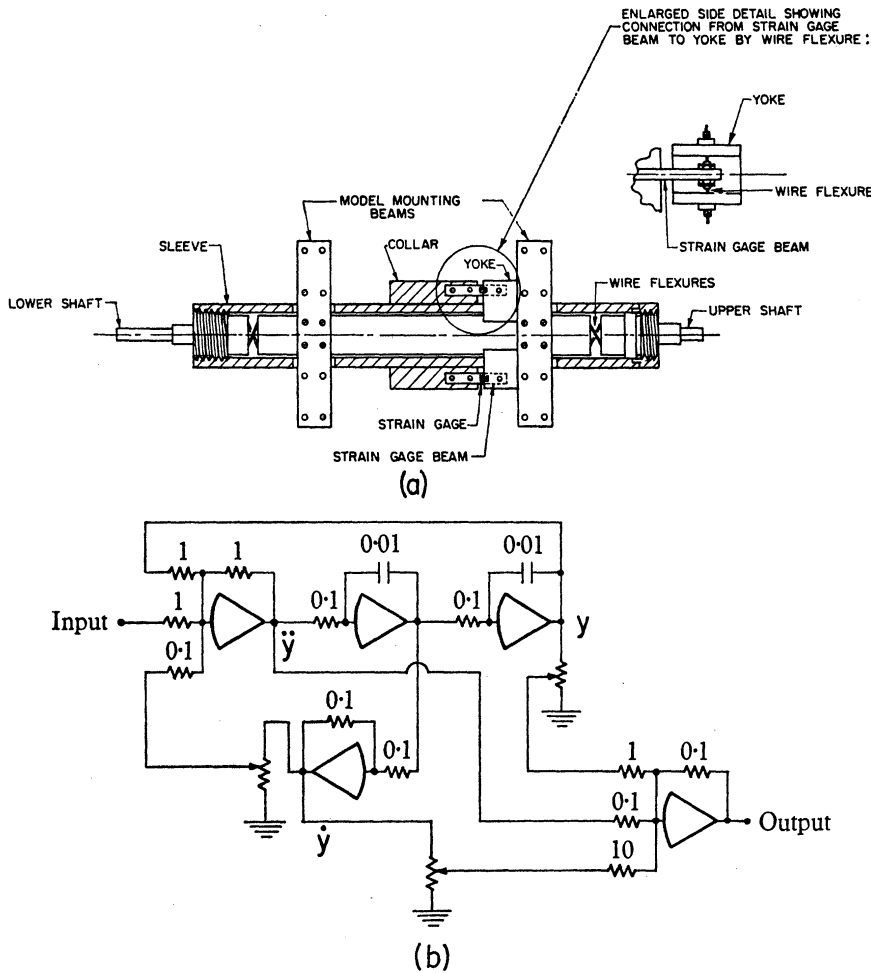 ENLARGED SIDE DETAIL SHOWING
CONNECTION FROM STRAIN GAGE
BEAM TO YOKE BY WIRE FLEXURE:
YOKE
WIRE FLEXURE
STRAIN GAGE BEAM
MODEL MOUNTING
BEAMS
SLEEVE
COLLAR
YOKE
WIRE FLEXURES
LOWER SHAFT
UPPER SHAFT
STRAIN GAGE
STRAIN GAGE BEAM
(a)
0·01
0·01
1
1
Input
1
0·1
0·1
ÿ
y
0·1
0·1
0·1
1
0·1
ẏ
0·1
Output
10
(b)